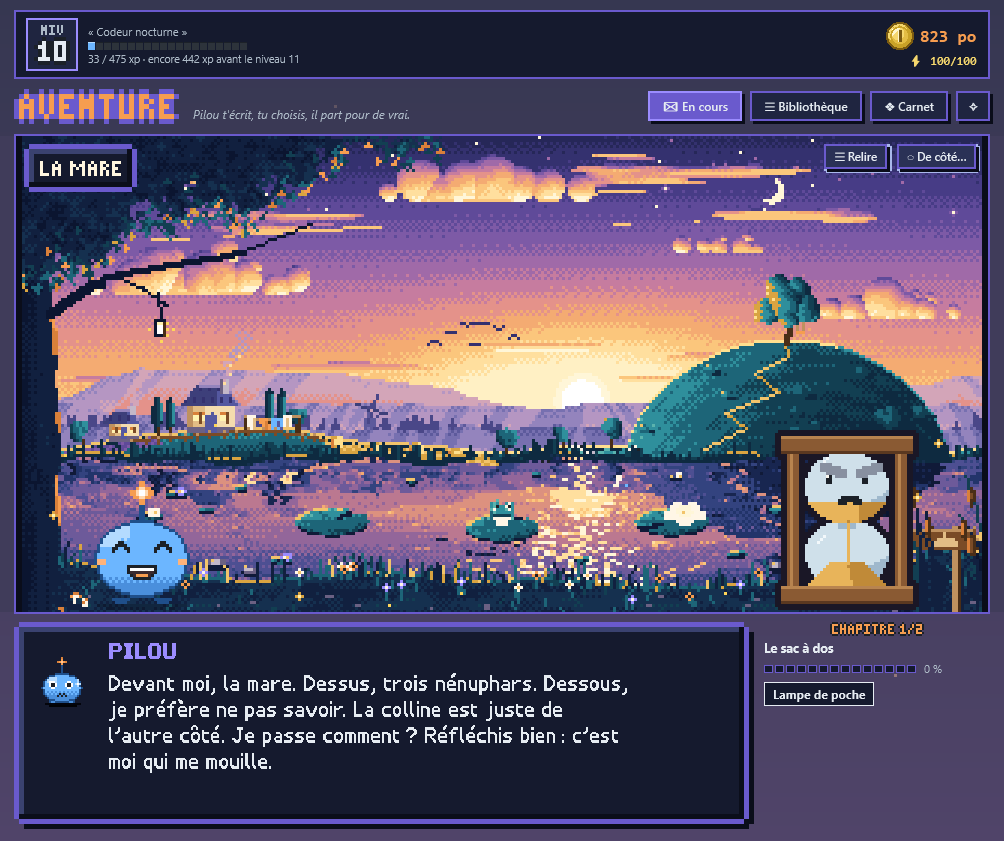 NIV
10
« Codeur nocturne »
33 / 475 xp · encore 442 xp avant le niveau 11
823 po
100/100
AVENTURE
Pilou t'écrit, tu choisis, il part pour de vrai.
En cours
Bibliothèque
Carnet
LA MARE
Relire
De côté…
PILOU
Devant moi, la mare. Dessus, trois nénuphars. Dessous,
je préfère ne pas savoir. La colline est juste de
l'autre côté. Je passe comment ? Réfléchis bien : c'est
moi qui me mouille.
CHAPITRE 1/2
Le sac à dos
0 %
Lampe de poche